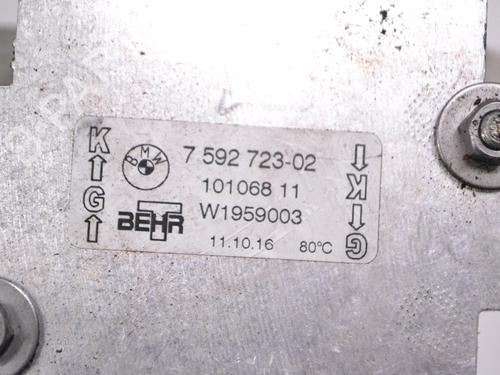 BMW
7 592 723-02
101068 11
BEHR
W1959003
11.10.16 80°C
K
G
K
G